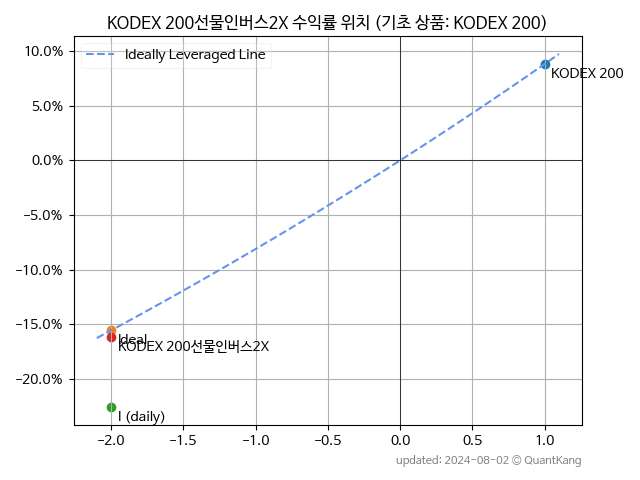 KODEX 200선물인버스2X 수익률 위치 (기초 상품: KODEX 200)
10.0%
5.0%
0.0%
−5.0%
−10.0%
−15.0%
−20.0%
Ideally Leveraged Line
KODEX 200
Ideal
KODEX 200선물인버스2X
I (daily)
−2.0 −1.5 −1.0 −0.5 0.0 0.5 1.0
updated: 2024-08-02 © QuantKang